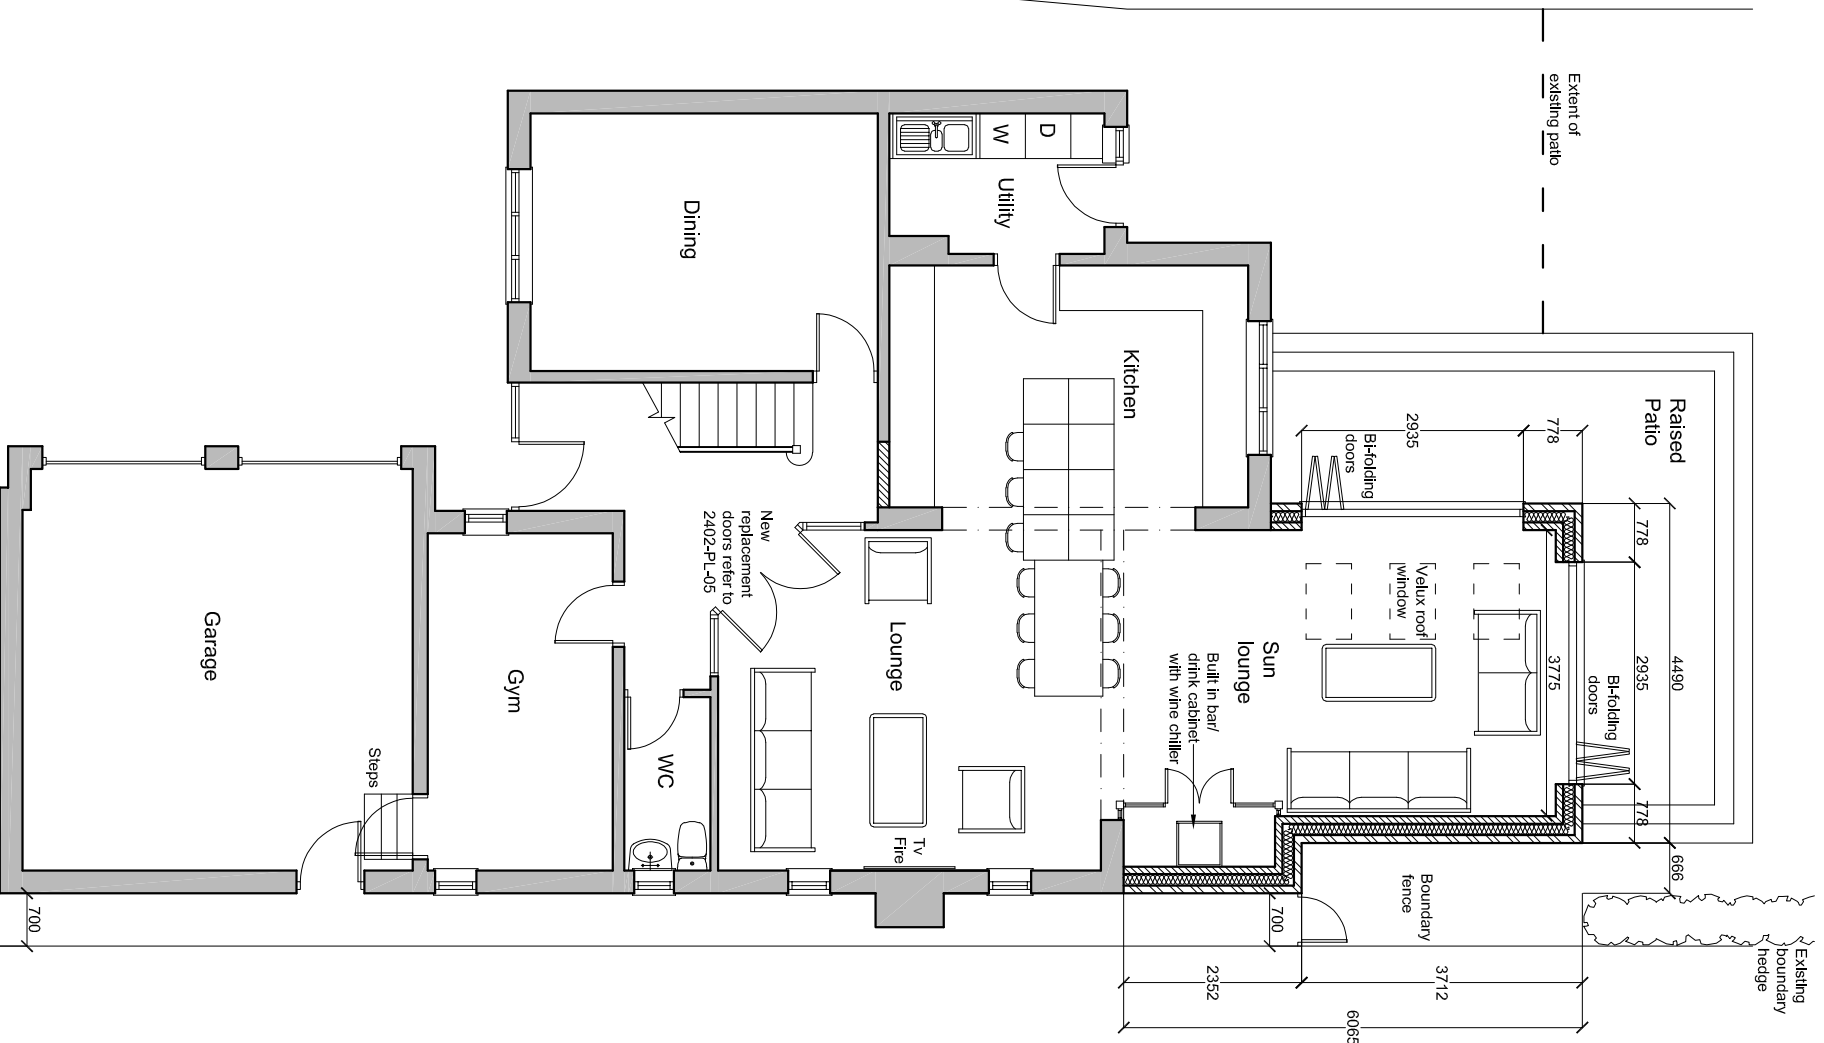 Extent of
existing patio
D
W
Utility
Dining
Kitchen
Raised
Patio
778
2935
Bi-folding
doors
778
2935
4490
3775
Bi-folding
doors
778
666
Velux roof
window
Sun
lounge
Built in bar/
drink cabinet
with wine chiller
New
replacement
doors refer to
2402-PL-05
Lounge
Tv
Fire
WC
Gym
Garage
Steps
Boundary
fence
Existing
boundary
hedge
700
700
2352
3712
6065